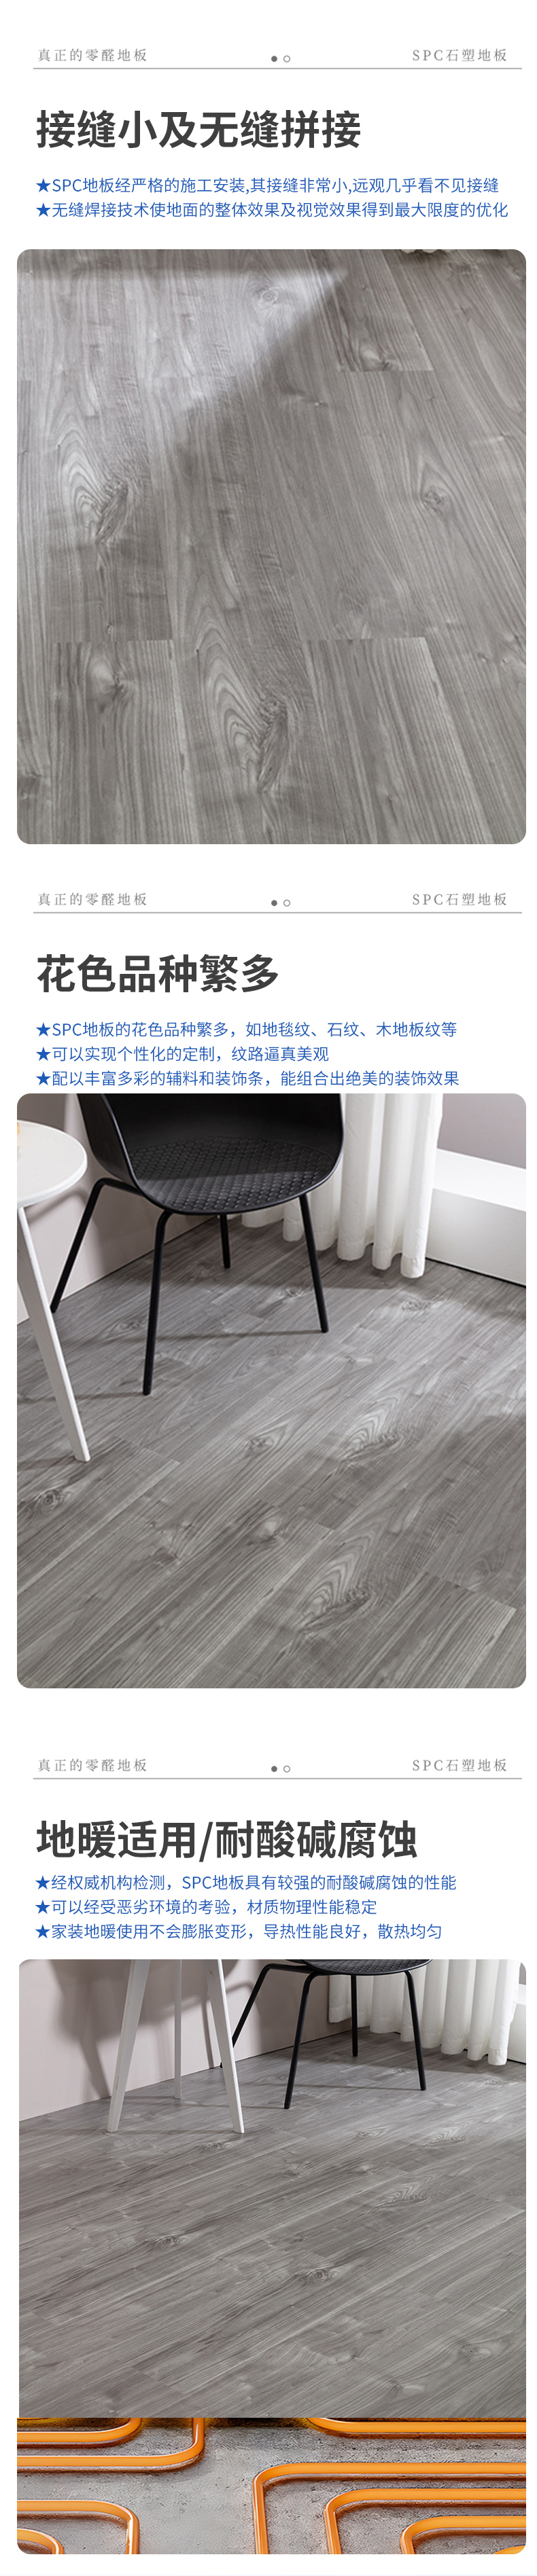 真正的零醛地板
SPC石塑地板
接缝小及无缝拼接
★SPC地板经严格的施工安装,其接缝非常小,远观几乎看不见接缝
★无缝焊接技术使地面的整体效果及视觉效果得到最大限度的优化
真正的零醛地板
SPC石塑地板
花色品种繁多
★SPC地板的花色品种繁多，如地毯纹、石纹、木地板纹等
★可以实现个性化的定制，纹路逼真美观
★配以丰富多彩的辅料和装饰条，能组合出绝美的装饰效果
真正的零醛地板
SPC石塑地板
地暖适用/耐酸碱腐蚀
★经权威机构检测，SPC地板具有较强的耐酸碱腐蚀的性能
★可以经受恶劣环境的考验，材质物理性能稳定
★家装地暖使用不会膨胀变形，导热性能良好，散热均匀